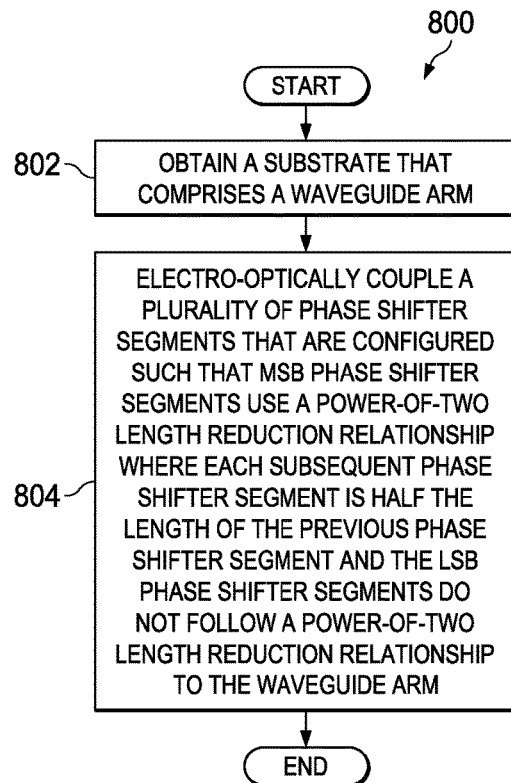 800
START
802
OBTAIN A SUBSTRATE THAT
COMPRISES A WAVEGUIDE ARM
804
ELECTRO-OPTICALLY COUPLE A
PLURALITY OF PHASE SHIFTER
SEGMENTS THAT ARE CONFIGURED
SUCH THAT MSB PHASE SHIFTER
SEGMENTS USE A POWER-OF-TWO
LENGTH REDUCTION RELATIONSHIP
WHERE EACH SUBSEQUENT PHASE
SHIFTER SEGMENT IS HALF THE
LENGTH OF THE PREVIOUS PHASE
SHIFTER SEGMENT AND THE LSB
PHASE SHIFTER SEGMENTS DO
NOT FOLLOW A POWER-OF-TWO
LENGTH REDUCTION RELATIONSHIP
TO THE WAVEGUIDE ARM
END